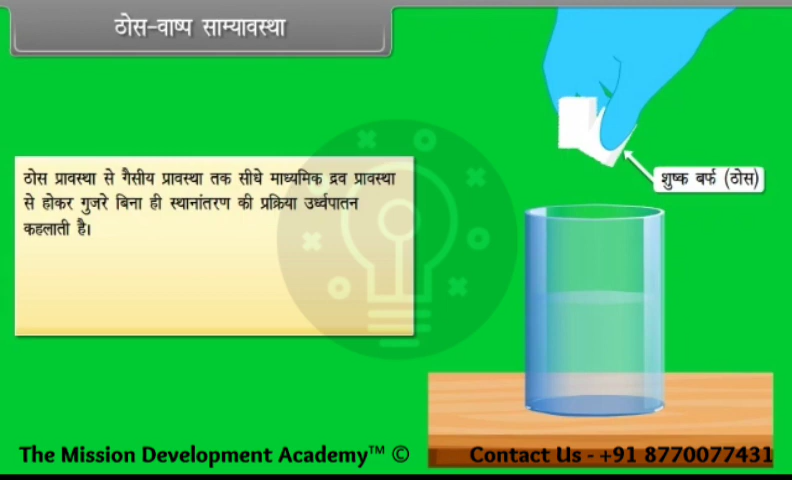 ठोस-वाष्प साम्यावस्था
ठोस प्रावस्था से गैसीय प्रावस्था तक सीधे माध्यमिक द्रव प्रावस्था
से होकर गुजरे बिना ही स्थानांतरण की प्रक्रिया उर्ध्वपातन
कहलाती है।
शुष्क बर्फ (ठोस)
The Mission Development Academy™ ©
Contact Us - +91 8770077431